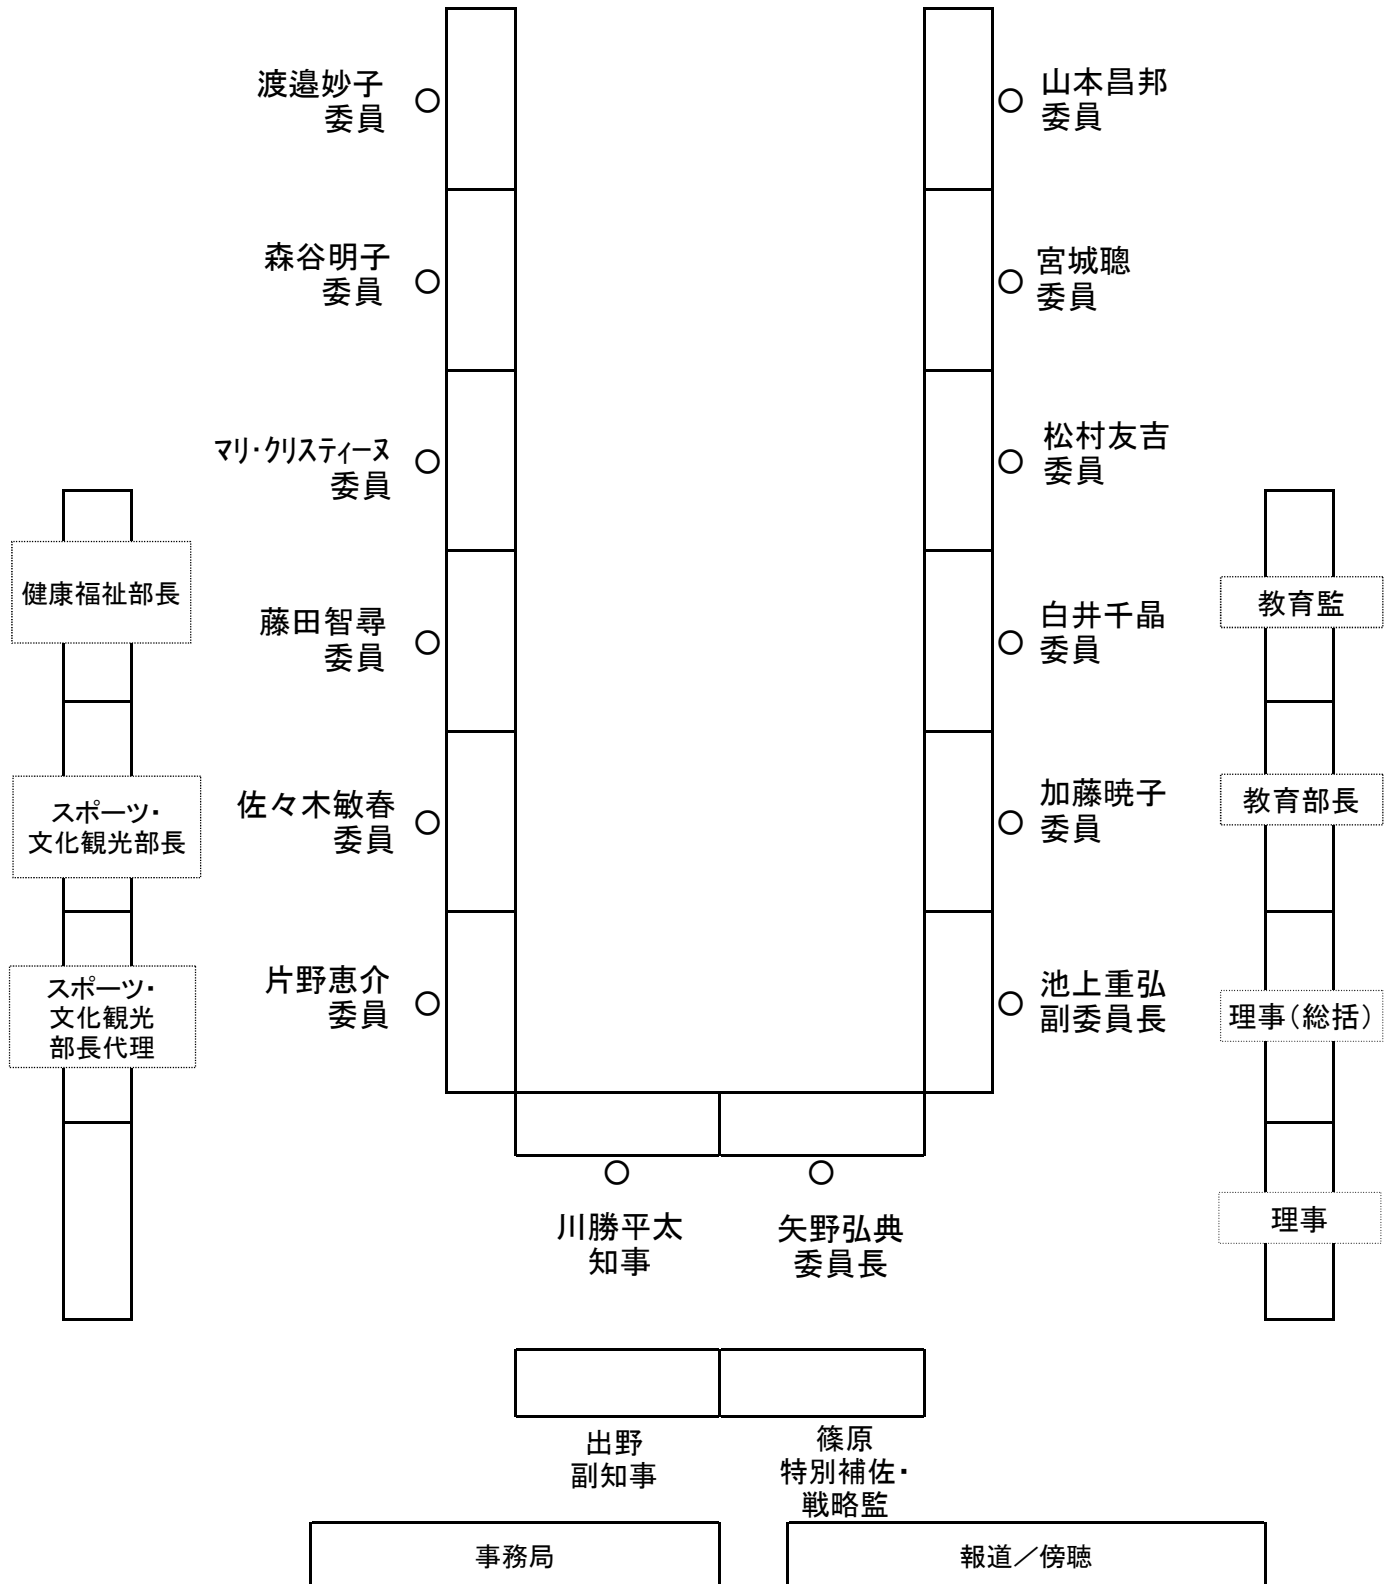 渡邉妙子
委員
山本昌邦
委員
森谷明子
委員
宮城聰
委員
マリ・クリスティーヌ
委員
松村友吉
委員
健康福祉部長
藤田智尋
委員
白井千晶
委員
教育監
スポーツ・
文化観光部長
佐々木敏春
委員
加藤暁子
委員
教育部長
スポーツ・
文化観光
部長代理
片野恵介
委員
池上重弘
副委員長
理事(総括)
理事
川勝平太
知事
矢野弘典
委員長
出野
副知事
篠原
特別補佐・
戦略監
事務局
報道/傍聴